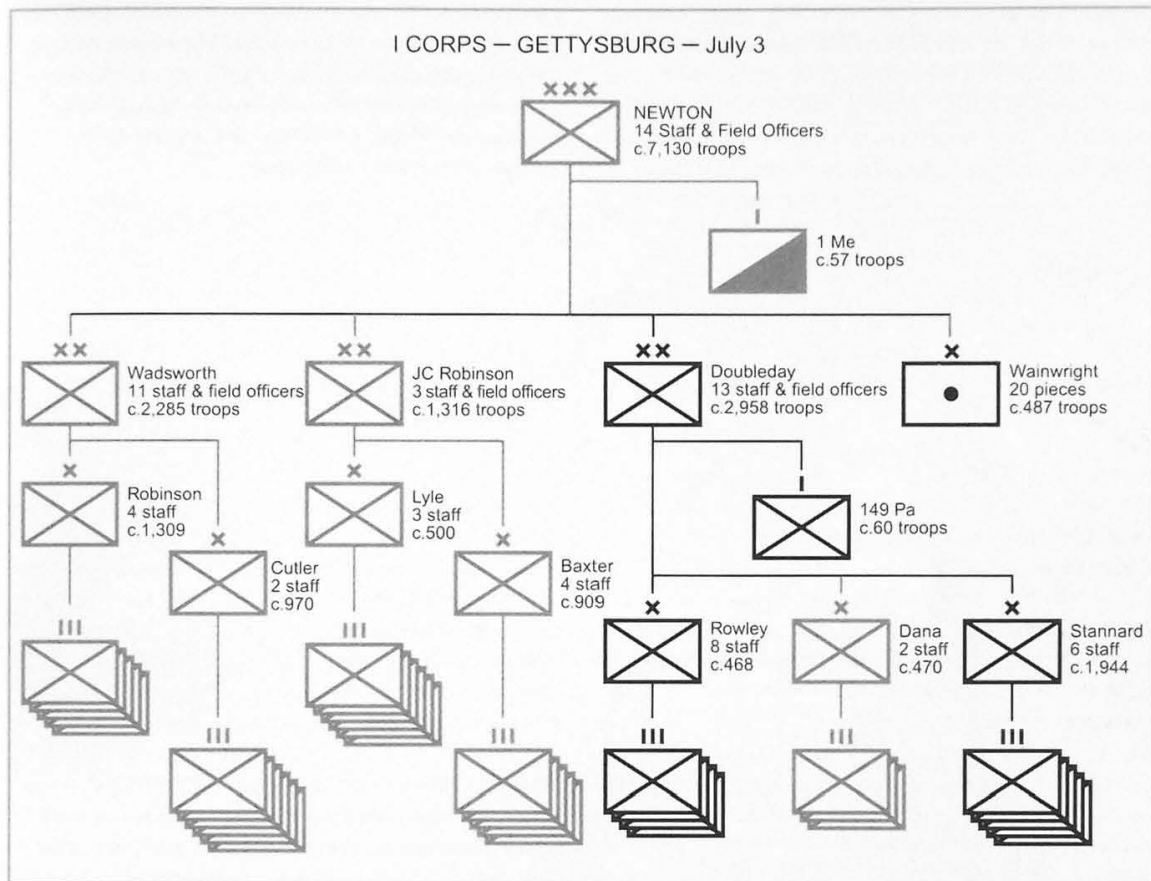 I CORPS – GETTYSBURG – July 3
NEWTON
14 Staff & Field Officers
c.7,130 troops
1 Me
c.57 troops
Wadsworth
11 staff & field officers
c.2,285 troops
JC Robinson
3 staff & field officers
c.1,316 troops
Doubleday
13 staff & field officers
c.2,958 troops
Wainwright
20 pieces
c.487 troops
Robinson
4 staff
c.1,309
Lyle
3 staff
c.500
149 Pa
c.60 troops
Cutler
2 staff
c.970
Baxter
4 staff
c.909
Rowley
8 staff
c.468
Dana
2 staff
c.470
Stannard
6 staff
c.1,944